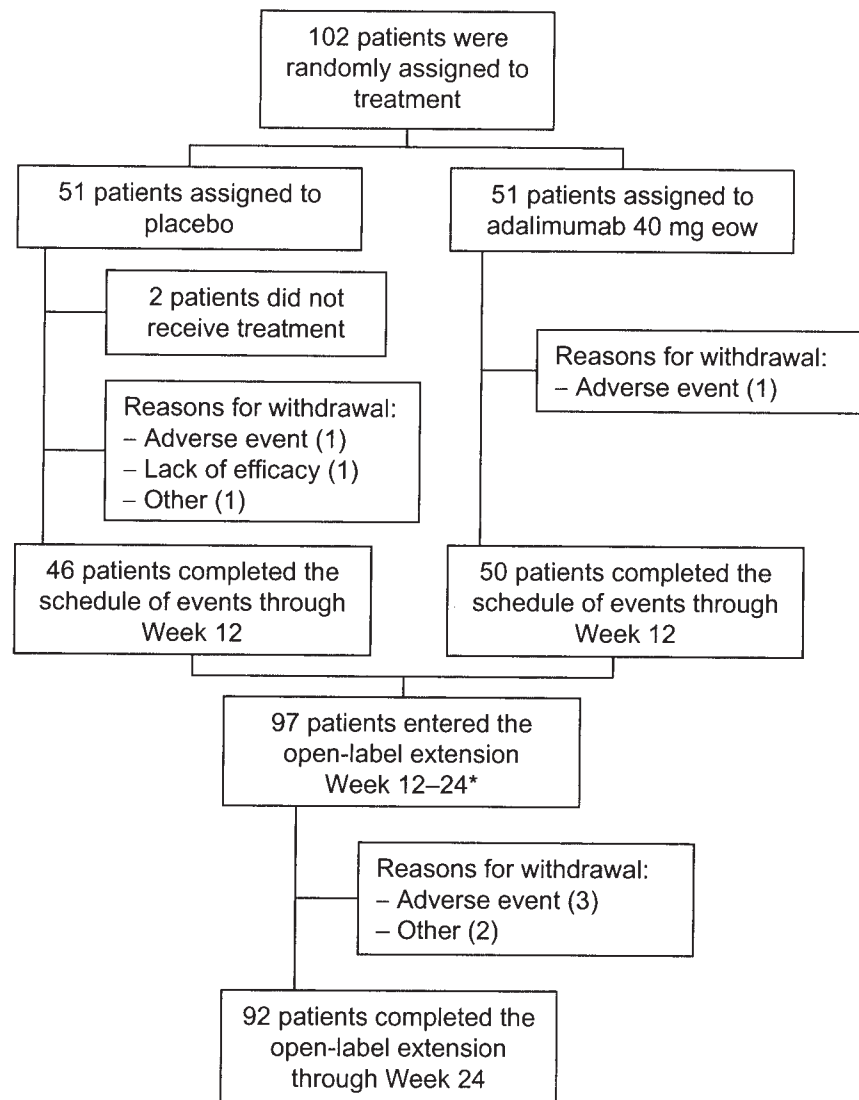 102 patients were
randomly assigned to
treatment
51 patients assigned to
placebo
51 patients assigned to
adalimumab 40 mg eow
2 patients did not
receive treatment
Reasons for withdrawal:
– Adverse event (1)
Reasons for withdrawal:
– Adverse event (1)
– Lack of efficacy (1)
– Other (1)
46 patients completed the
schedule of events through
Week 12
50 patients completed the
schedule of events through
Week 12
97 patients entered the
open-label extension
Week 12–24*
Reasons for withdrawal:
– Adverse event (3)
– Other (2)
92 patients completed the
open-label extension
through Week 24